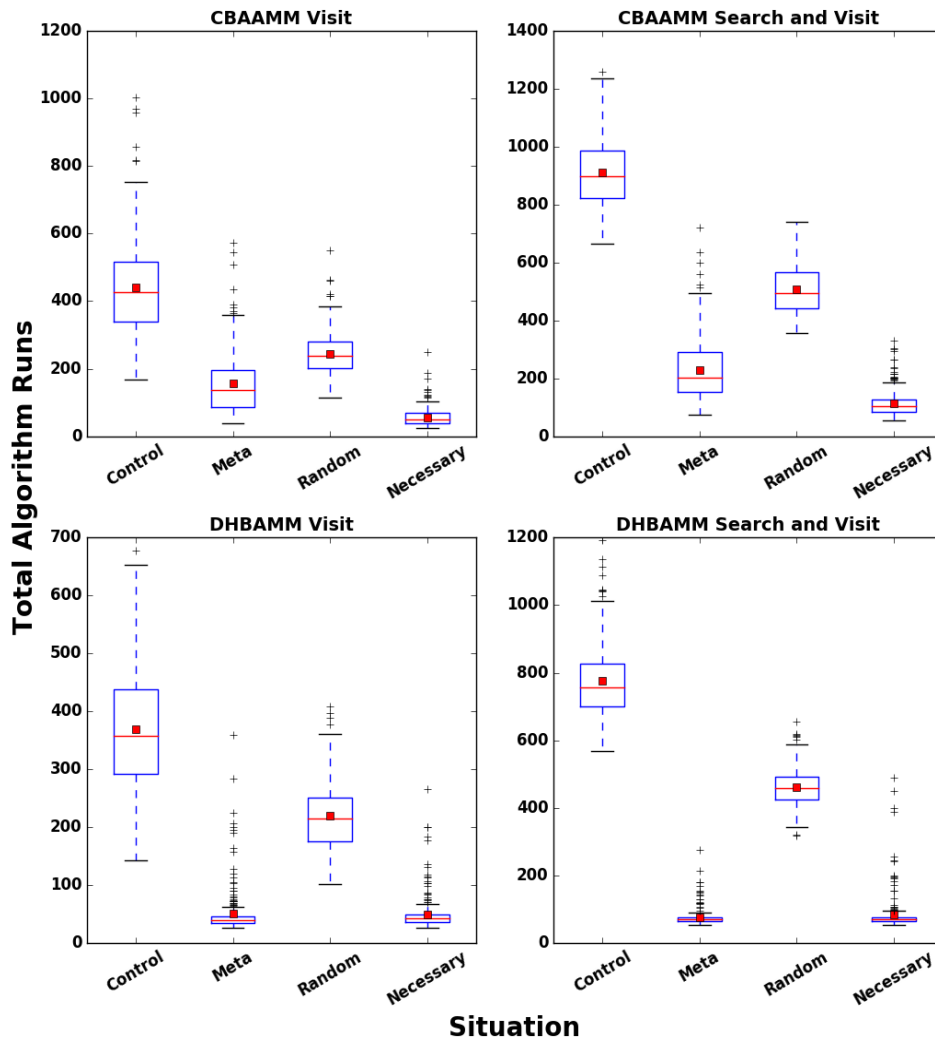 CBAAMM Visit
1200
1000
800
600
400
200
0
Control
Meta
Random
Necessary
CBAAMM Search and Visit
1400
1200
1000
800
600
400
200
0
Control
Meta
Random
Necessary
DHBAMM Visit
700
600
500
400
300
200
100
0
Control
Meta
Random
Necessary
DHBAMM Search and Visit
1200
1000
800
600
400
200
0
Control
Meta
Random
Necessary
Total Algorithm Runs
Situation